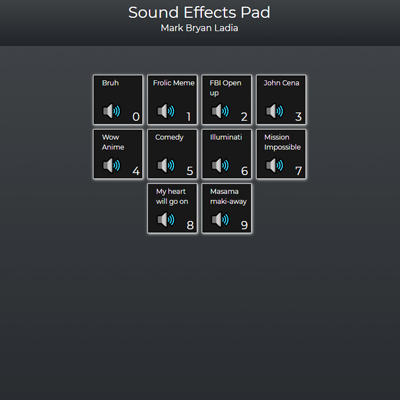 Sound Effects Pad
Mark Bryan Ladia
Bruh
0
Frolic Meme
1
FBI Open
up
2
John Cena
3
Wow
Anime
4
Comedy
5
Illuminati
6
Mission
Impossible
7
My heart
will go on
8
Masama
maki-away
9